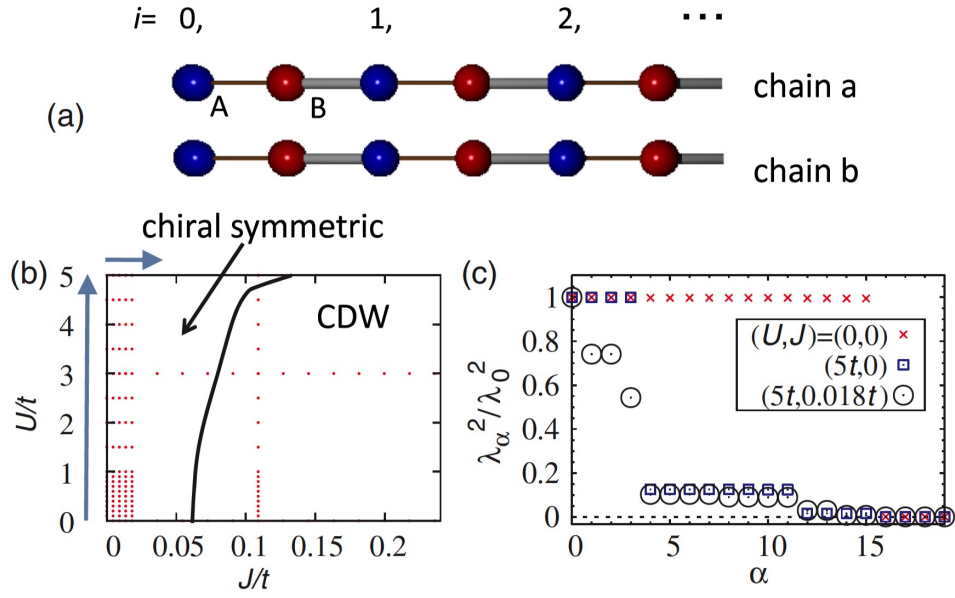 i= 0, 1, 2, ···
A B
chain a
(a)
chain b
chiral symmetric
(b)
CDW
U/t
5
4
3
2
1
0
0 0.05 0.1 0.15 0.2
J/t
(c)
λα²/λ0²
1
0.8
0.6
0.4
0.2
0
(U,J)=(0,0)
(5t,0)
(5t,0.018t)
0 5 10 15
α